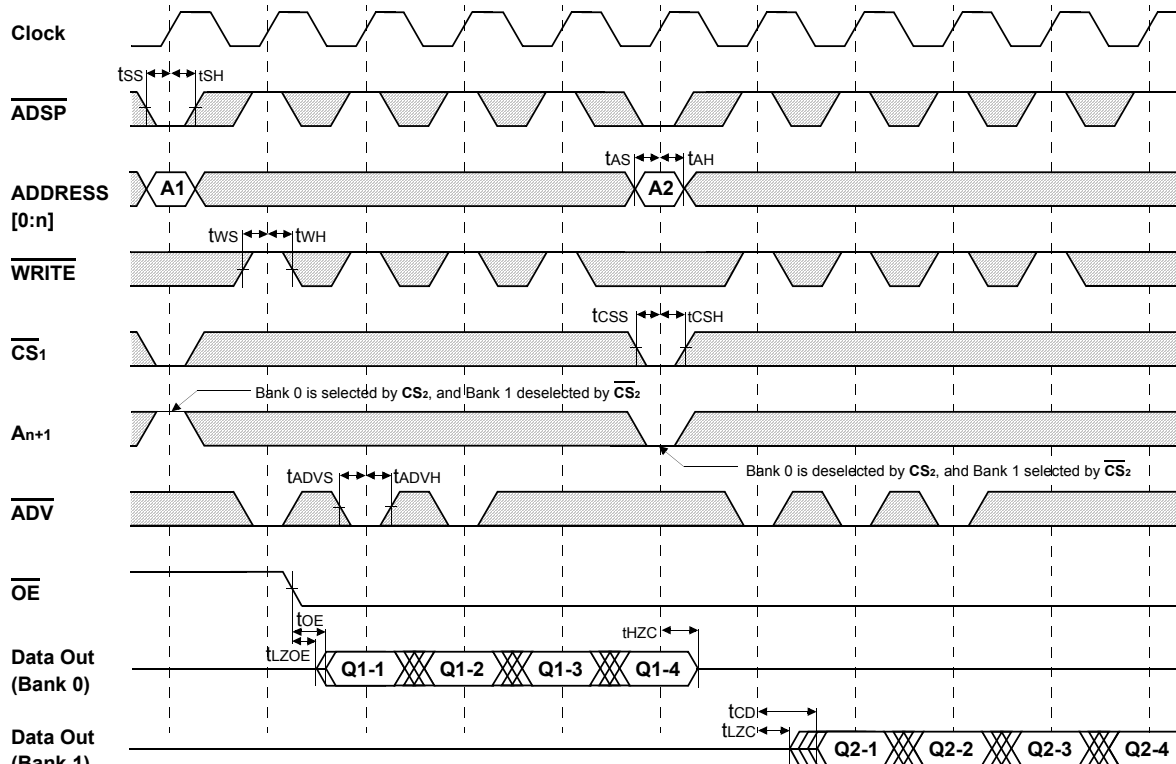 Clock
tSS tSH
ADSP
tAS tAH
ADDRESS
[0:n]
A1 A2
tWS tWH
WRITE
tCSS tCSH
CS1
Bank 0 is selected by CS2, and Bank 1 deselected by CS2
An+1
Bank 0 is deselected by CS2, and Bank 1 selected by CS2
tADVS tADVH
ADV
OE
tOE
tHZC
tLZOE
Data Out
(Bank 0)
Q1-1 Q1-2 Q1-3 Q1-4
tCD
tLZC
Data Out
(Bank 1)
Q2-1 Q2-2 Q2-3 Q2-4